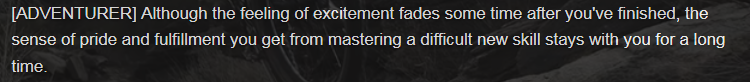 [ADVENTURER] Although the feeling of excitement fades some time after you've finished, the
sense of pride and fulfillment you get from mastering a difficult new skill stays with you for a long
time.